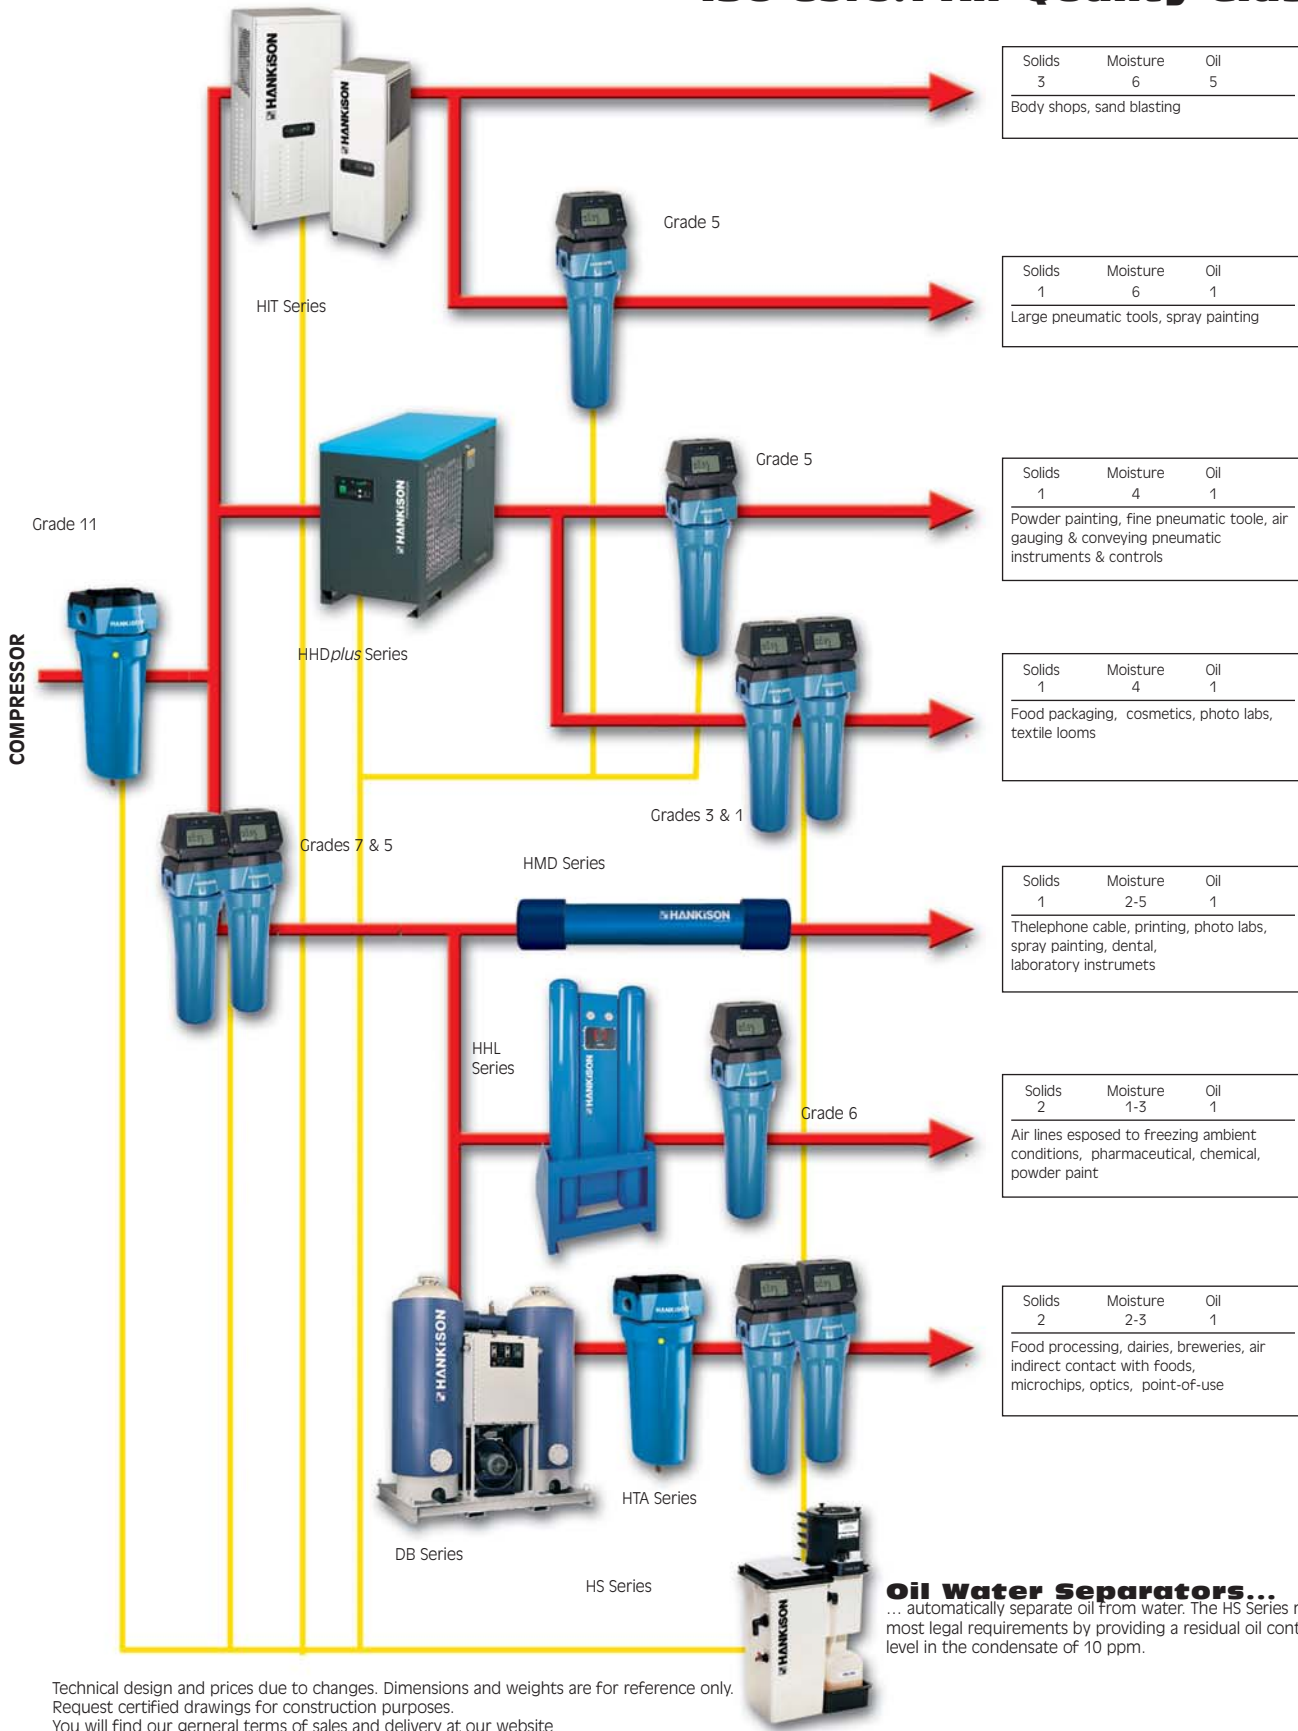 Solids Moisture Oil
3 6 5
Body shops, sand blasting
HANKISON
HANKISON
Grade 5
HIT Series
Solids Moisture Oil
1 6 1
Large pneumatic tools, spray painting
Grade 5
Solids Moisture Oil
1 4 1
Powder painting, fine pneumatic toole, air
gauging & conveying pneumatic
instruments & controls
Grade 11
HANKISON
HANKISON
COMPRESSOR
HHDplus Series
Solids Moisture Oil
1 4 1
Food packaging, cosmetics, photo labs,
textile looms
Grades 3 & 1
Grades 7 & 5
HMD Series
HANKISON
Solids Moisture Oil
1 2-5 1
Thelephone cable, printing, photo labs,
spray painting, dental,
laboratory instrumets
HHL
Series
HANKISON
Grade 6
Solids Moisture Oil
2 1-3 1
Air lines esposed to freezing ambient
conditions, pharmaceutical, chemical,
powder paint
HANKISON
HANKISON
Solids Moisture Oil
2 2-3 1
Food processing, dairies, breweries, air
indirect contact with foods,
microchips, optics, point-of-use
HTA Series
DB Series
HS Series
HANKISON
Oil Water Separators...
... automatically separate oil from water. The HS Series
most legal requirements by providing a residual oil
level in the condensate of 10 ppm.
Technical design and prices due to changes. Dimensions and weights are for reference only.
Request certified drawings for construction purposes.
You will find our gerneral terms of sales and delivery at our website